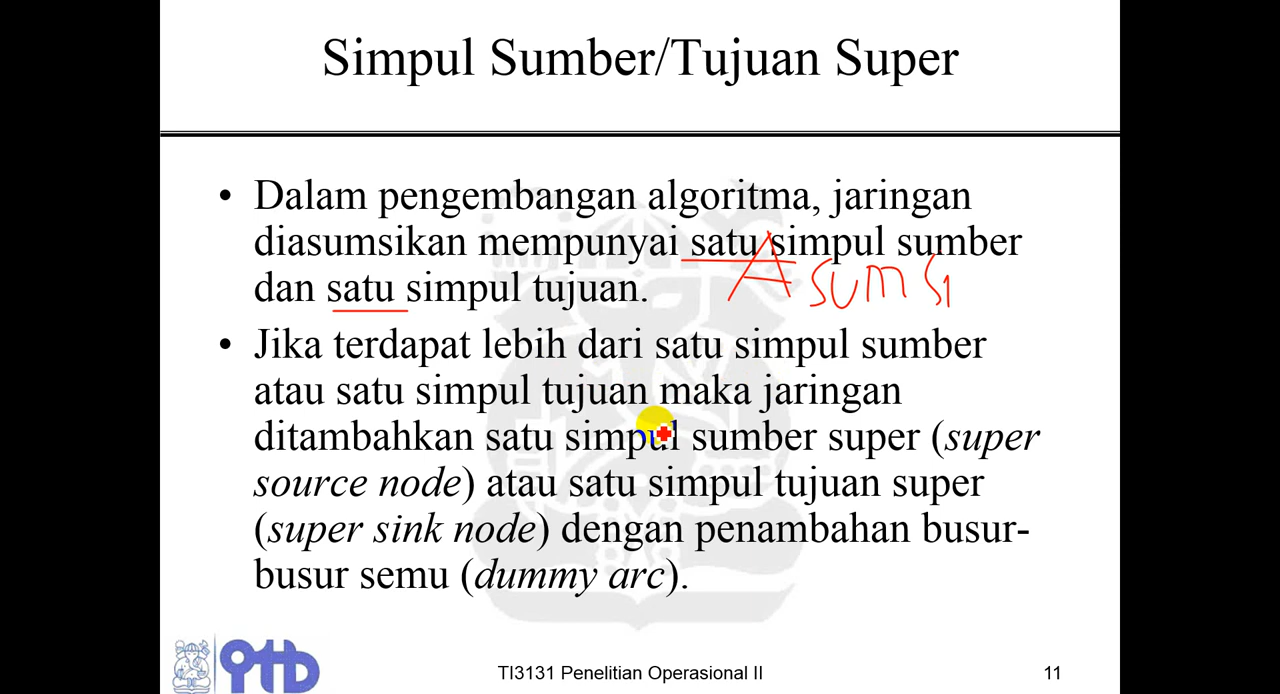 Simpul Sumber/Tujuan Super
• Dalam pengembangan algoritma, jaringan
diasumsikan mempunyai satu simpul sumber
dan satu simpul tujuan.
Asumsi
• Jika terdapat lebih dari satu simpul sumber
atau satu simpul tujuan maka jaringan
ditambahkan satu simpul sumber super (super
source node) atau satu simpul tujuan super
(super sink node) dengan penambahan busur-
busur semu (dummy arc).
itb
TI3131 Penelitian Operasional II
11